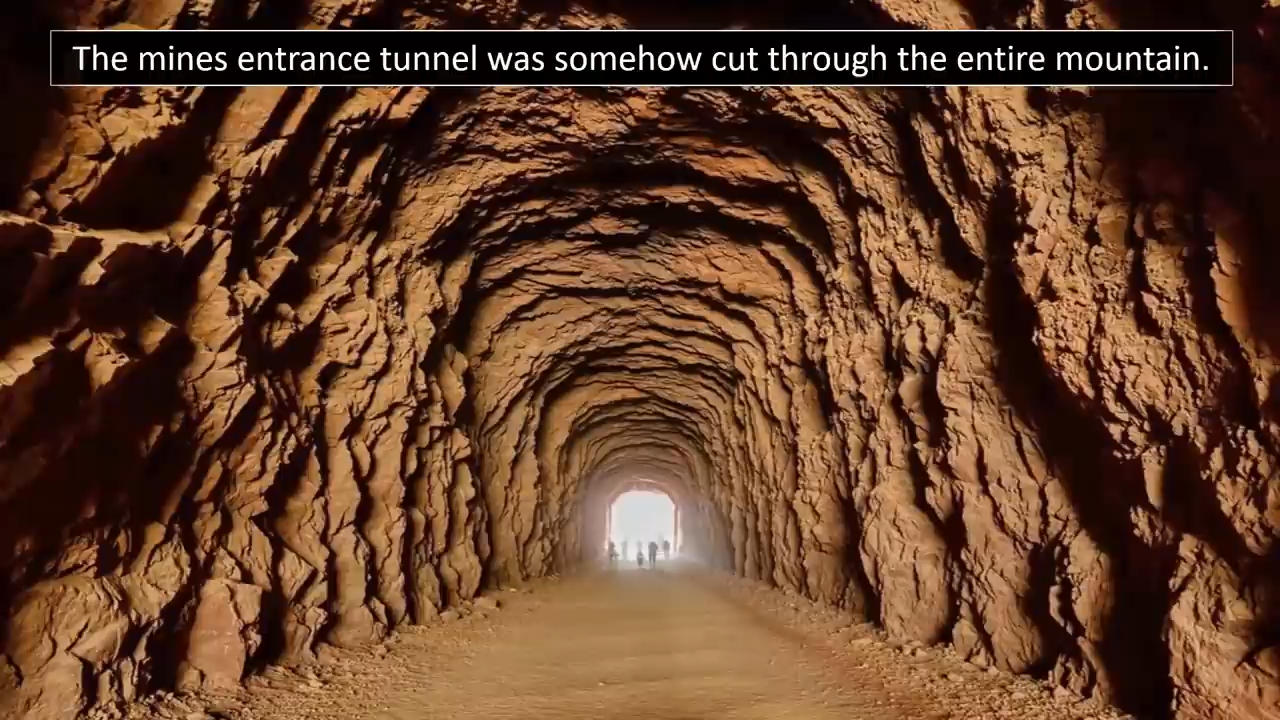 The mines entrance tunnel was somehow cut through the entire mountain.